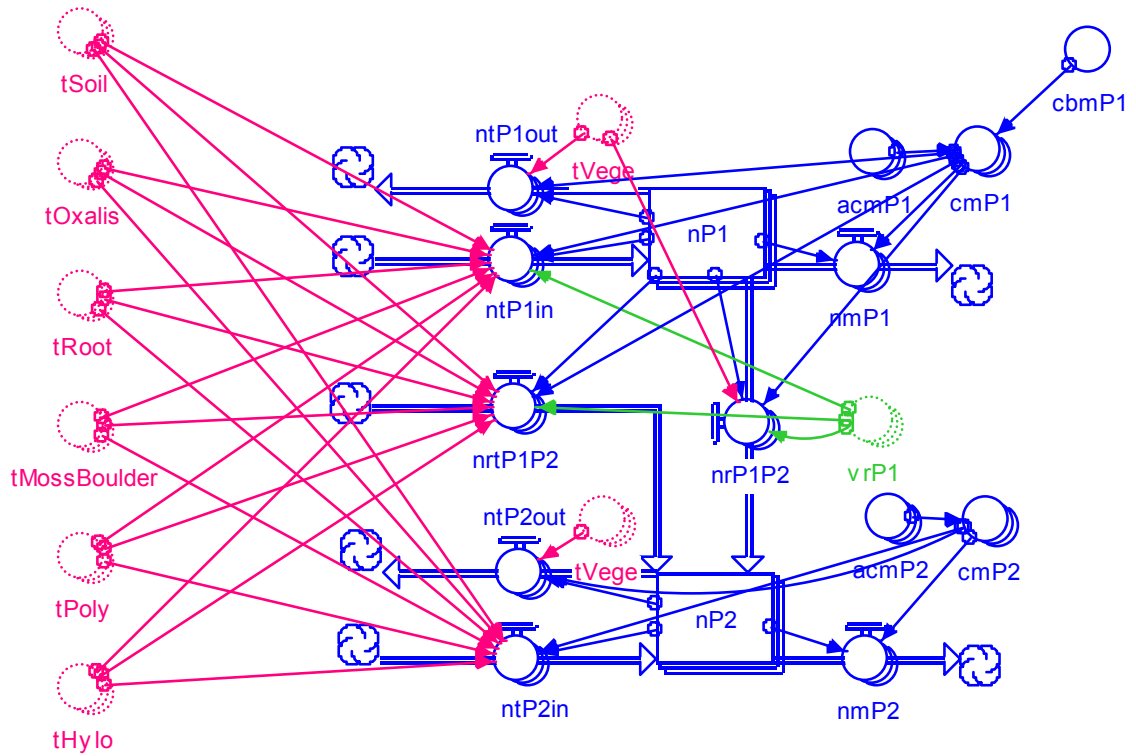 tSoil
ntP1out
cbmP1
tVege
tOxalis
acmP1
cmP1
nP1
ntP1in
nmP1
tRoot
nrtP1P2
nrP1P2
vrP1
tMossBoulder
ntP2out
tVege
acmP2
cmP2
tPoly
nP2
ntP2in
nmP2
tHylo